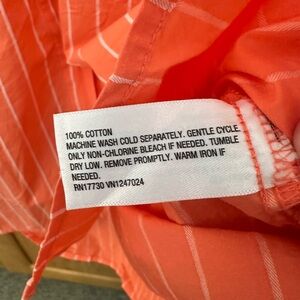 100% COTTON
MACHINE WASH COLD SEPARATELY. GENTLE CYCLE.
ONLY NON-CHLORINE BLEACH IF NEEDED. TUMBLE
DRY LOW. REMOVE PROMPTLY. WARM IRON IF
NEEDED.
RN17730 VN1247024